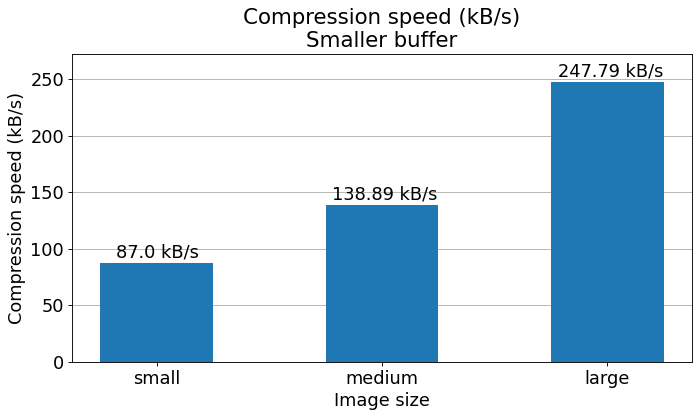 Compression speed (kB/s)
Smaller buffer
Compression speed (kB/s)
250
200
150
100
50
0
247.79 kB/s
138.89 kB/s
87.0 kB/s
small medium large
Image size